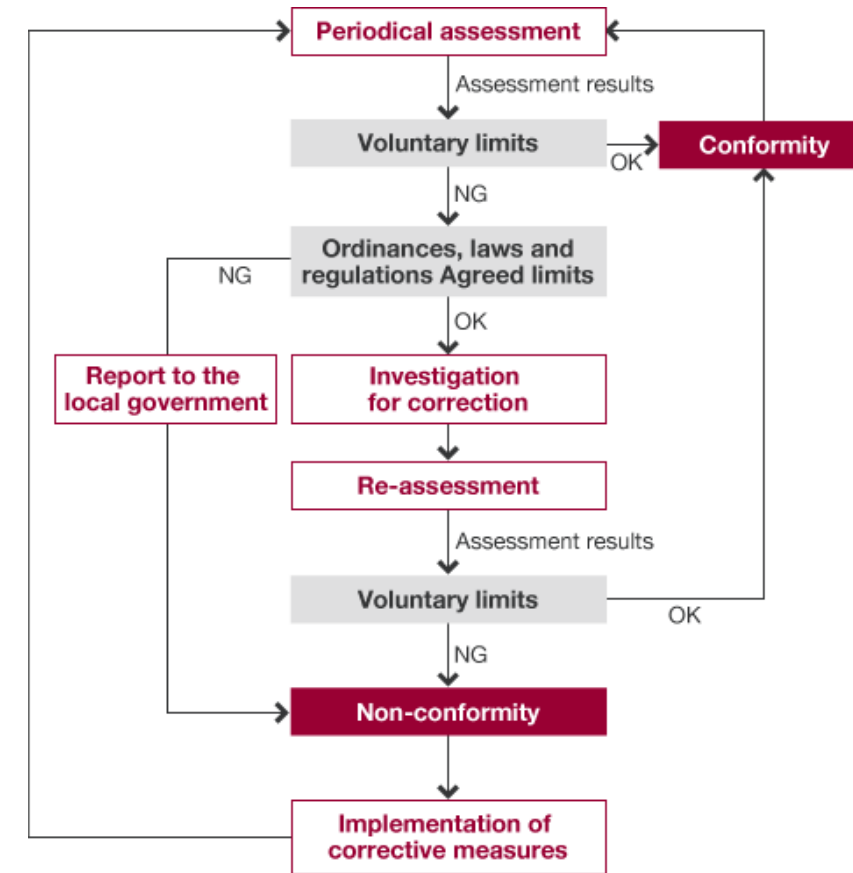 Periodical assessment
Assessment results
Voluntary limits
OK
Conformity
NG
Ordinances, laws and
regulations Agreed limits
NG
OK
Report to the
local government
Investigation
for correction
Re-assessment
Assessment results
Voluntary limits
OK
NG
Non-conformity
Implementation of
corrective measures